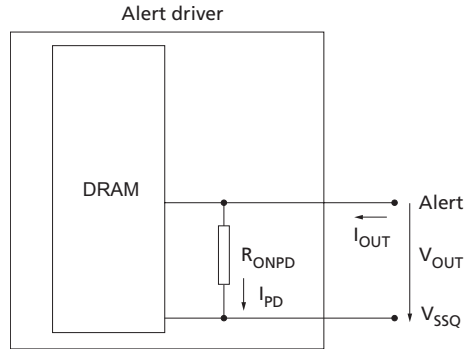 Alert driver
DRAM
Alert
I_OUT
R_ONPD
V_OUT
I_PD
V_SSQ